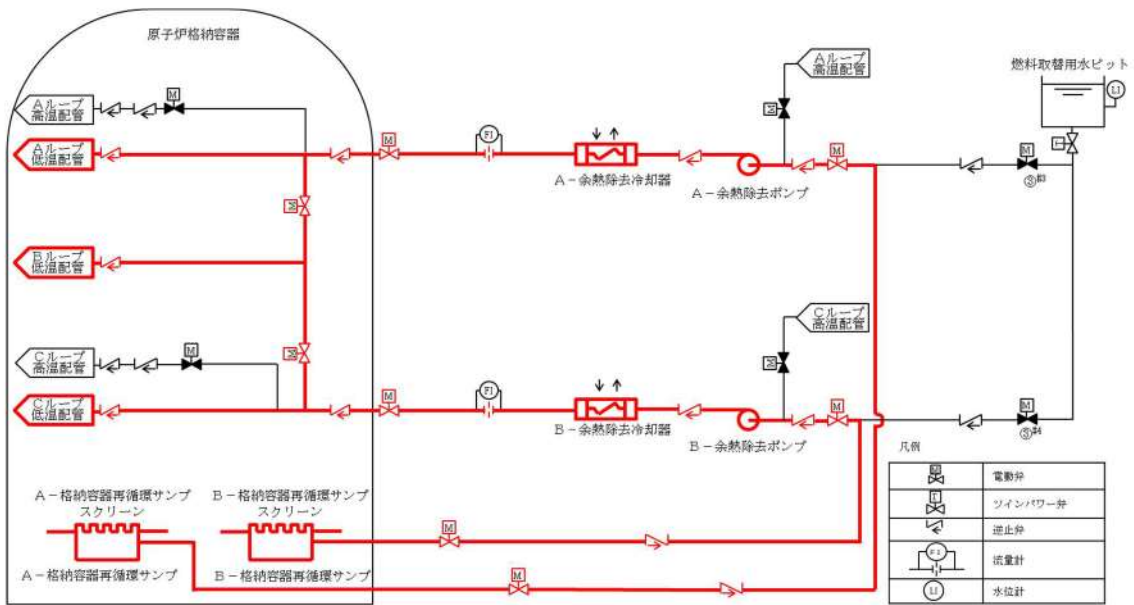 原子炉格納容器
Aループ
高温配管
M
Aループ
低温配管
M
FI
A-余熱除去冷却器
A-余熱除去ポンプ
M
Aループ
高温配管
M
M
燃料取替用水ピット
LI
T
M
Bループ
低温配管
Cループ
高温配管
M
M
Cループ
低温配管
M
FI
B-余熱除去冷却器
B-余熱除去ポンプ
M
Cループ
高温配管
M
M
A-格納容器再循環サンプ
スクリーン
B-格納容器再循環サンプ
スクリーン
M
M
A-格納容器再循環サンプ
B-格納容器再循環サンプ
凡例
M
電動弁
T
ツインパワー弁
逆止弁
FI
流量計
LI
水位計